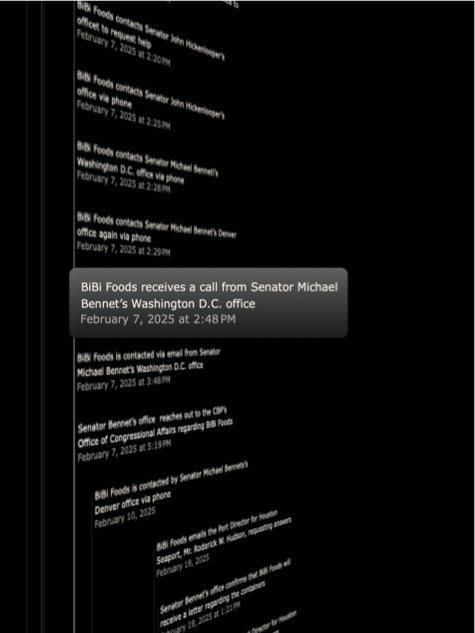 BiBi Foods contacts Senator John Hickenlooper's
officet to request help
February 7, 2025 at 2:20 PM
BiBi Foods contacts Senator John Hickenlooper's
office via phone
February 7, 2025 at 2:25 PM
BiBi Foods contacts Senator Michael Bennet's
Washington D.C. office via phone
February 7, 2025 at 2:28 PM
BiBi Foods contacts Senator Michael Bennet's Denver
office again via phone
February 7, 2025 at 2:29 PM
BiBi Foods receives a call from Senator Michael
Bennet's Washington D.C. office
February 7, 2025 at 2:48 PM
BiBi Foods is contacted via email from Senator
Michael Bennet's Washington D.C. office
February 7, 2025 at 3:48 PM
Senator Bennet's office reaches out to the CBP's
Office of Congressional Affairs regarding BiBi Foods
February 7, 2025 at 5:19 PM
BiBi Foods is contacted by Senator Michael Bennets's
Denver office via phone
February 10, 2025
BiBi Foods emails the Port Director for Houston
Seaport, Mr. Roderick W. Hudson, requesting answers
February 19, 2025
Senator Bennet's office confirms that BiBi Foods will
receive a letter regarding the containers
February 19, 2025 at 1:21 PM
Director for Houston